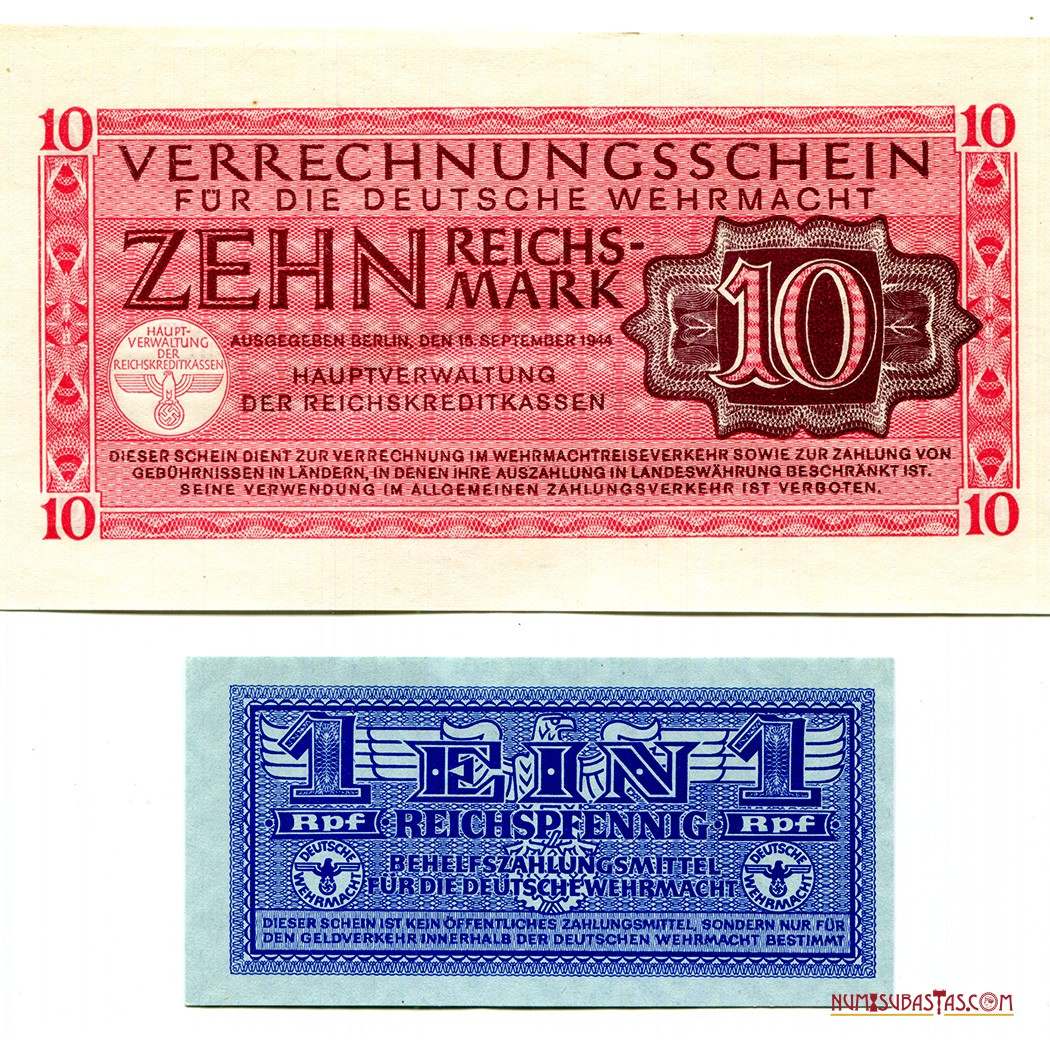 10
10
VERRECHNUNGSSCHEIN
FÜR DIE DEUTSCHE WEHRMACHT
ZEHN REICHS-
MARK
10
HAUPT-
VERWALTUNG
DER
REICHSKREDITKASSEN
AUSGEGEBEN BERLIN, DEN 15. SEPTEMBER 1944
HAUPTVERWALTUNG
DER REICHSKREDITKASSEN
DIESER SCHEIN DIENT ZUR VERRECHNUNG IM WEHRMACHTREISEVERKEHR SOWIE ZUR ZAHLUNG VON
GEBÜHRNISSEN IN LÄNDERN, IN DENEN IHRE AUSZAHLUNG IN LANDESWÄHRUNG BESCHRÄNKT IST.
SEINE VERWENDUNG IM ALLGEMEINEN ZAHLUNGSVERKEHR IST VERBOTEN.
10
10
1 EIN 1
Rpf REICHSPFENNIG Rpf
DEUTSCHE
WEHRMACHT
BEHELFSZAHLUNGSMITTEL
FÜR DIE DEUTSCHE WEHRMACHT
DEUTSCHE
WEHRMACHT
DIESER SCHEIN IST KEIN ÖFFENTLICHES ZAHLUNGSMITTEL, SONDERN NUR FÜR
DEN GELDVERKEHR INNERHALB DER DEUTSCHEN WEHRMACHT BESTIMMT
NUMISUBASTAS.COM